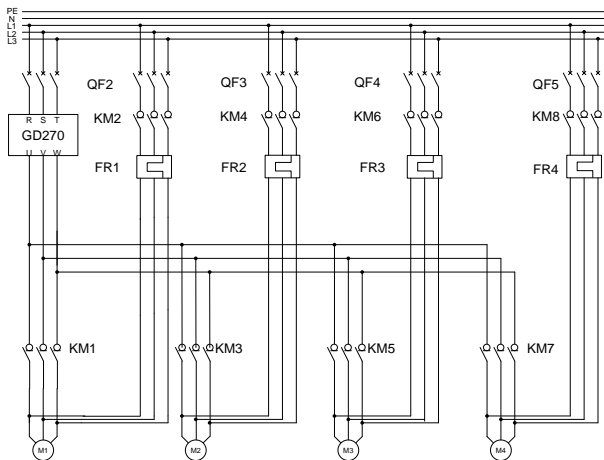 PE
N
L1
L2
L3
QF2
QF3
QF4
QF5
R S T
GD270
U V W
KM2
KM4
KM6
KM8
FR1
FR2
FR3
FR4
KM1
KM3
KM5
KM7
M1
M2
M3
M4